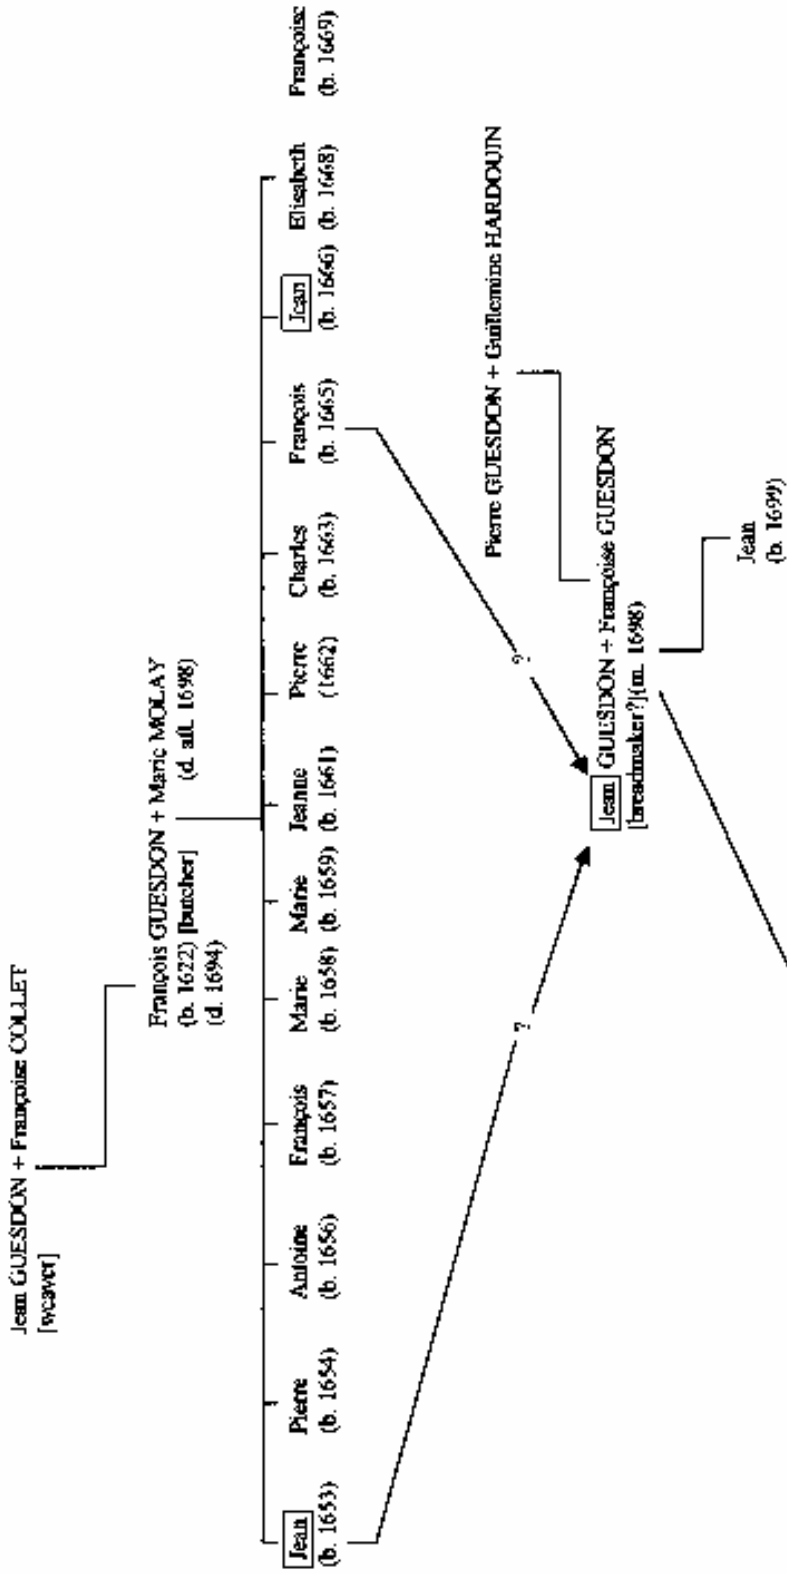 Jean GUESDON + Françoise COLLET
[weaver]
François GUESDON + Marie MOLAY
(b. 1622) [butcher] (d. aft. 1698)
(d. 1694)
Jean Pierre Antoine François Marie Marie Jeanne Pierre Charles François Jean Elisabeth Françoise
(b. 1653) (b. 1654) (b. 1656) (b. 1657) (b. 1658) (b. 1659) (b. 1661) (1662) (b. 1663) (b. 1665) (b. 1666) (b. 1668) (b. 1669)
Pierre GUESDON + Guillemine HARDOUIN
? ?
Jean GUESDON + Françoise GUESDON
[breadmaker?](m. 1698)
Jean
(b. 1699)